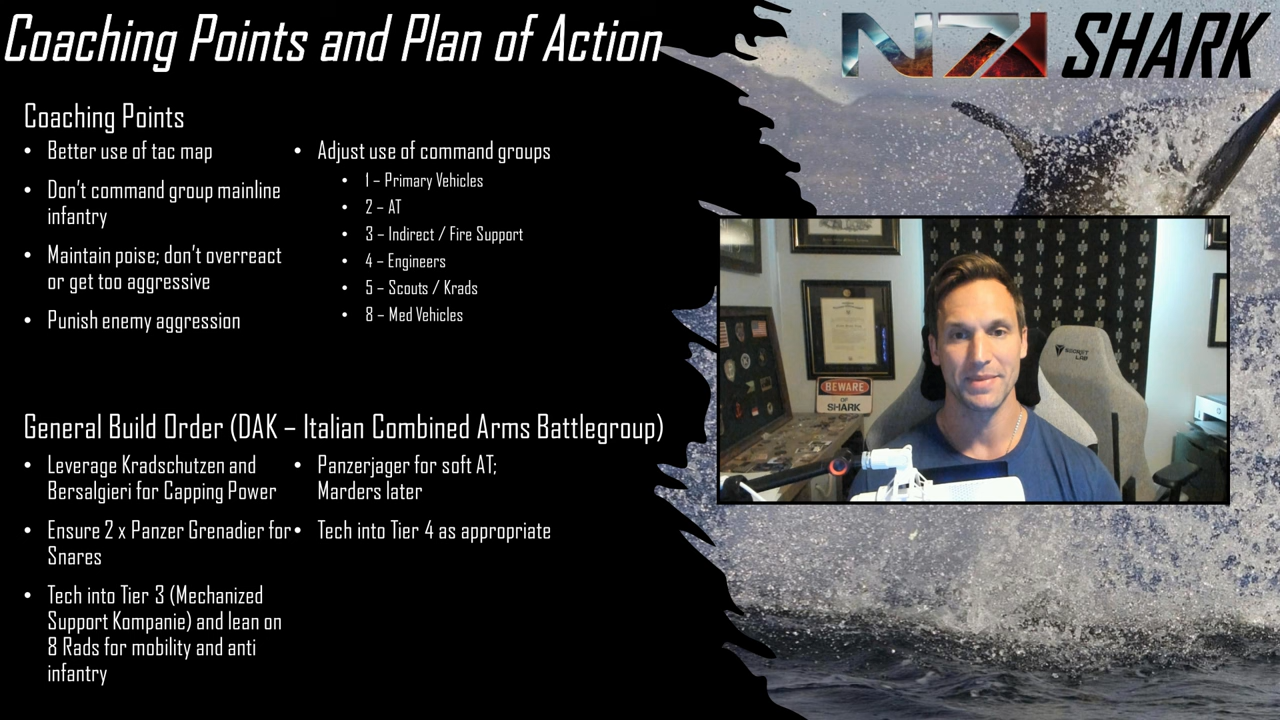 Coaching Points and Plan of Action
N7 SHARK
Coaching Points
• Better use of tac map
• Don't command group mainline
infantry
• Maintain poise; don't overreact
or get too aggressive
• Punish enemy aggression
• Adjust use of command groups
• 1 – Primary Vehicles
• 2 – AT
• 3 – Indirect / Fire Support
• 4 – Engineers
• 5 – Scouts / Krads
• 8 – Med Vehicles
SECRET
LAB
BEWARE
OF
SHARK
General Build Order (DAK – Italian Combined Arms Battlegroup)
• Leverage Kradschutzen and
Bersalgieri for Capping Power
• Ensure 2 x Panzer Grenadier for
Snares
• Tech into Tier 3 (Mechanized
Support Kompanie) and lean on
8 Rads for mobility and anti
infantry
• Panzerjager for soft AT;
Marders later
• Tech into Tier 4 as appropriate